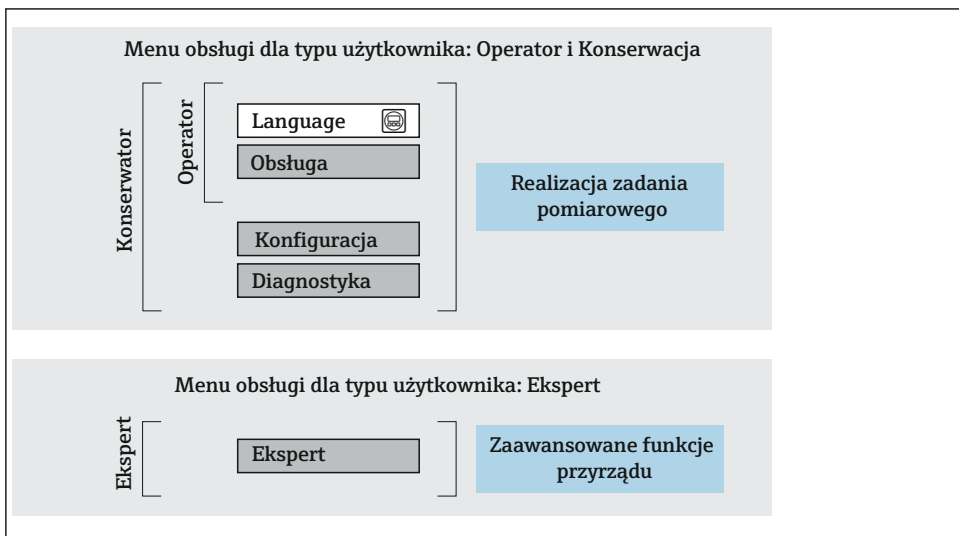 Menu obsługi dla typu użytkownika: Operator i Konserwacja
Konserwator
Operator
Language
Obsługa
Konfiguracja
Diagnostyka
Realizacja zadania
pomiarowego
Menu obsługi dla typu użytkownika: Ekspert
Ekspert
Ekspert
Zaawansowane funkcje
przyrządu